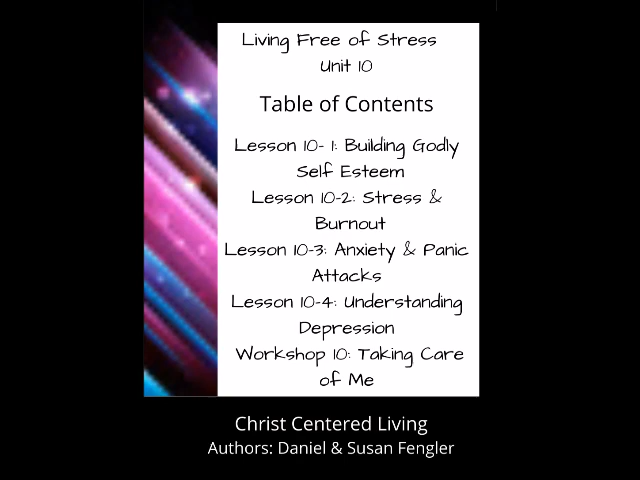 Living Free of Stress
Unit 10
Table of Contents
Lesson 10- 1: Building Godly
Self Esteem
Lesson 10-2: Stress &
Burnout
Lesson 10-3: Anxiety & Panic
Attacks
Lesson 10-4: Understanding
Depression
Workshop 10: Taking Care
of Me
Christ Centered Living
Authors: Daniel & Susan Fengler